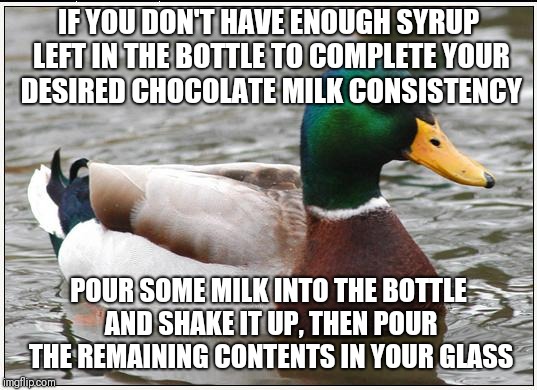 IF YOU DON'T HAVE ENOUGH SYRUP
LEFT IN THE BOTTLE TO COMPLETE YOUR
DESIRED CHOCOLATE MILK CONSISTENCY
POUR SOME MILK INTO THE BOTTLE
AND SHAKE IT UP, THEN POUR
THE REMAINING CONTENTS IN YOUR GLASS
imgflip.com